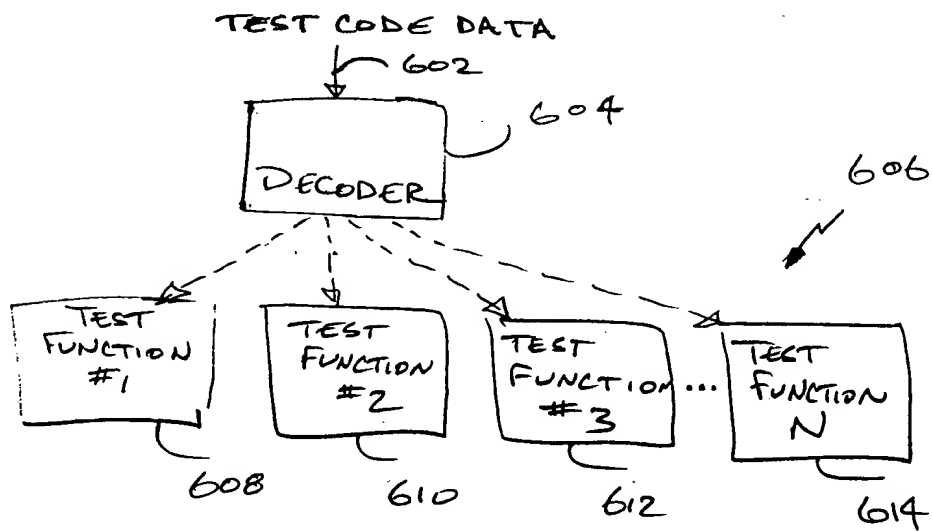 TEST CODE DATA
602
604
DECODER
606
TEST
FUNCTION
#1
TEST
FUNCTION
#2
TEST
FUNCTION
#3
...
TEST
FUNCTION
N
608
610
612
614